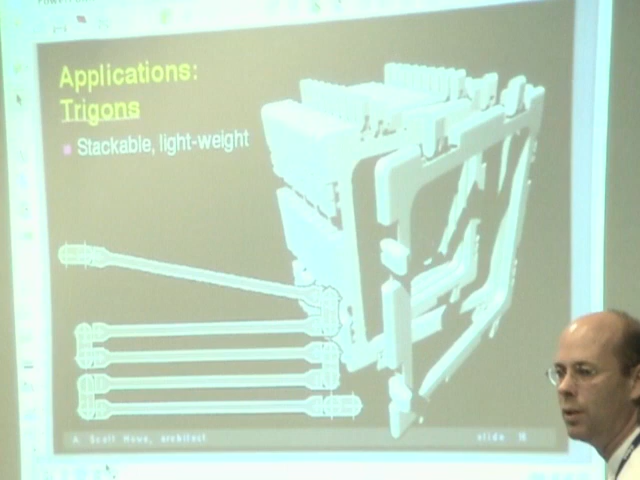 Applications:
Trigons
Stackable, light-weight
A. Scott Howe, architect
slide